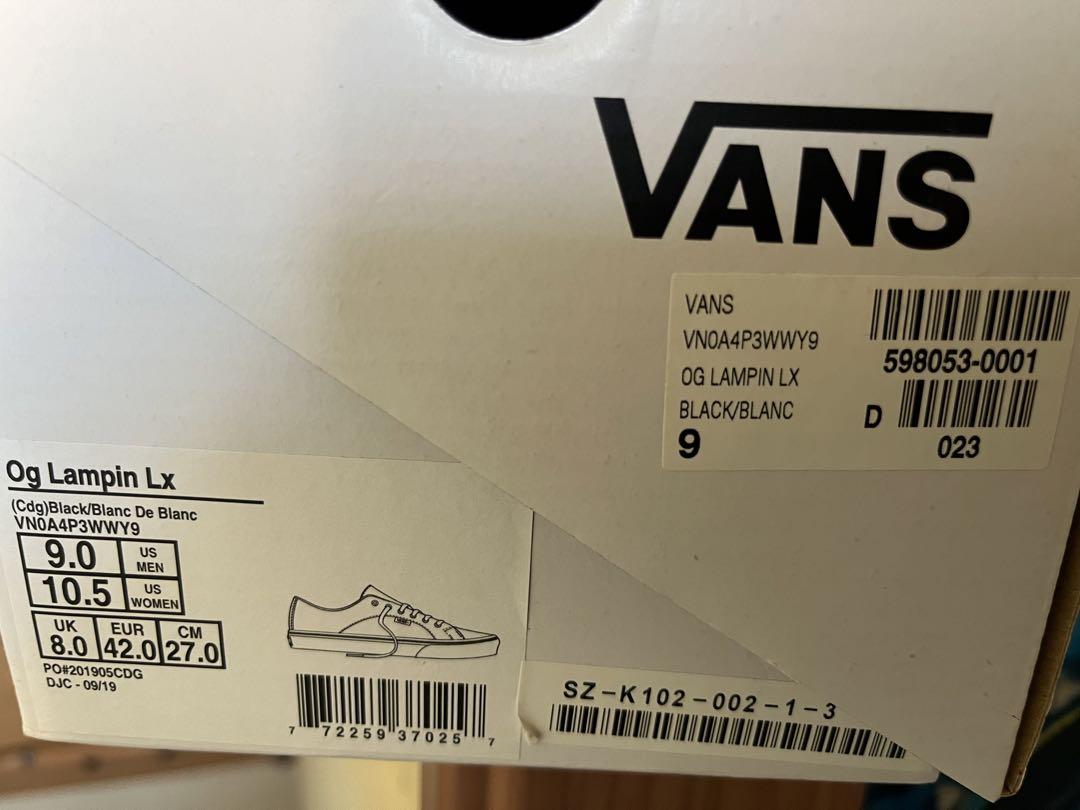 VANS
VANS
VN0A4P3WWY9
OG LAMPIN LX
BLACK/BLANC
9
598053-0001
D
023
Og Lampin Lx
(Cdg)Black/Blanc De Blanc
VN0A4P3WWY9
9.0 US MEN
10.5 US WOMEN
UK 8.0 EUR 42.0 CM 27.0
PO#201905CDG
DJC - 09/19
7 72259 37025 7
SZ-K102-002-1-3